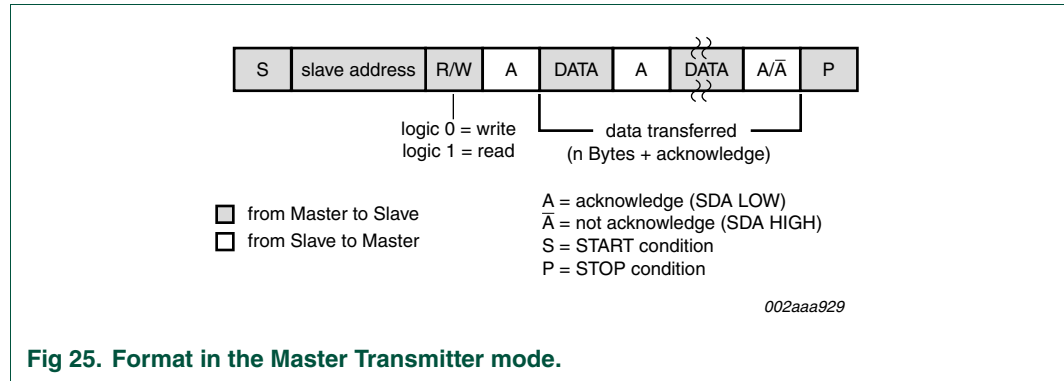 S slave address R/W A DATA A DATA A/A̅ P
logic 0 = write
logic 1 = read
data transferred
(n Bytes + acknowledge)
from Master to Slave
from Slave to Master
A = acknowledge (SDA LOW)
A̅ = not acknowledge (SDA HIGH)
S = START condition
P = STOP condition
002aaa929
Fig 25. Format in the Master Transmitter mode.